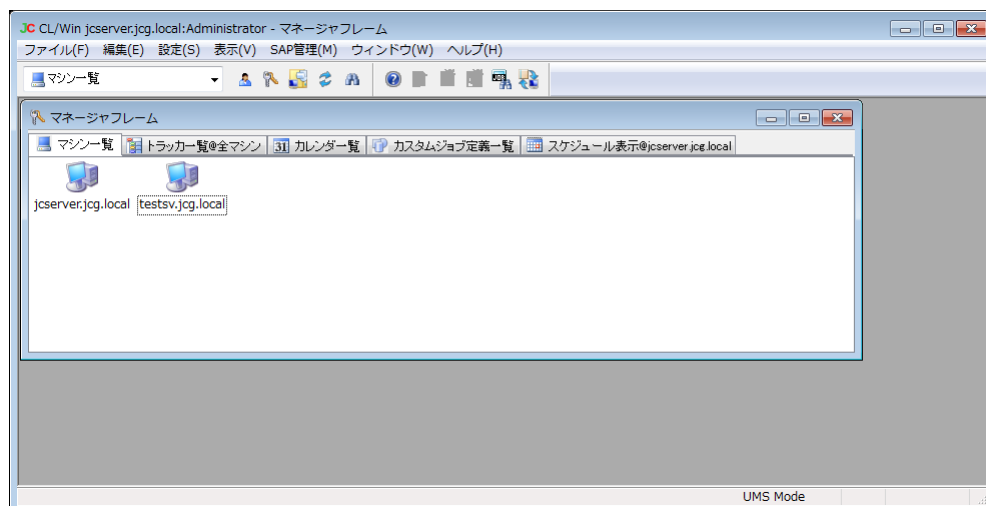 JC CL/Win jcserver.jcg.local:Administrator - マネージャフレーム
ファイル(F) 編集(E) 設定(S) 表示(V) SAP管理(M) ウィンドウ(W) ヘルプ(H)
マシン一覧
マネージャフレーム
マシン一覧 トラッカ一覧@全マシン 31 カレンダ一覧 カスタムジョブ定義一覧 スケジュール表示@jcserver.jcg.local
jcserver.jcg.local testsv.jcg.local
UMS Mode